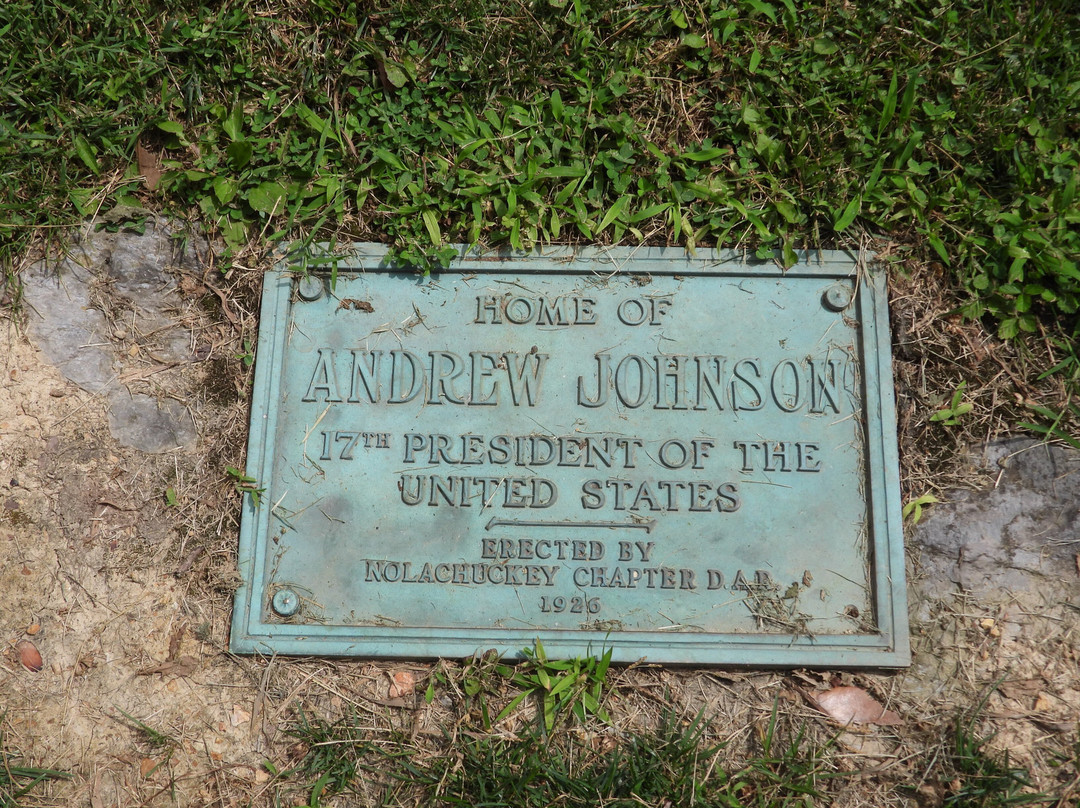 HOME OF
ANDREW JOHNSON
17TH PRESIDENT OF THE
UNITED STATES
ERECTED BY
NOLACHUCKEY CHAPTER D.A.R.
1926